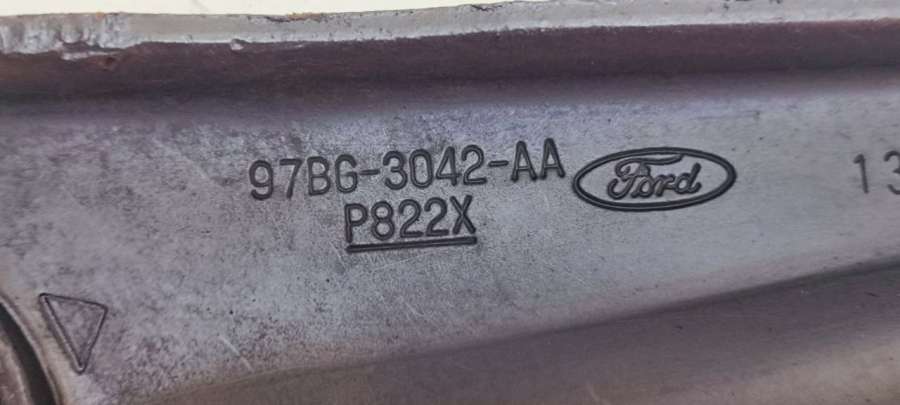 97BG-3042-AA
Ford
13
P822X